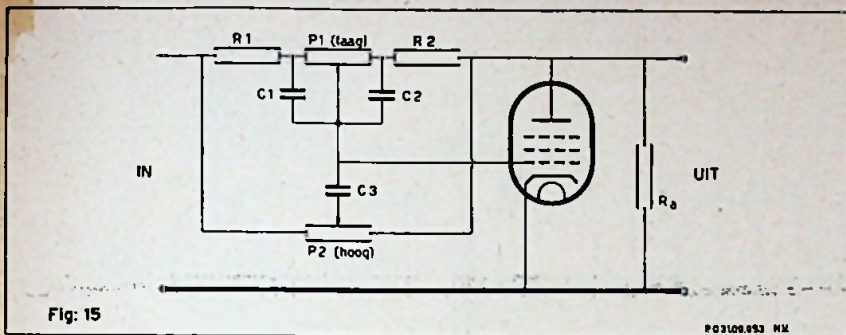 R1 P1 (laag) R2
C1 C2
IN C3 UIT
Ra
P2 (hoog)
Fig: 15